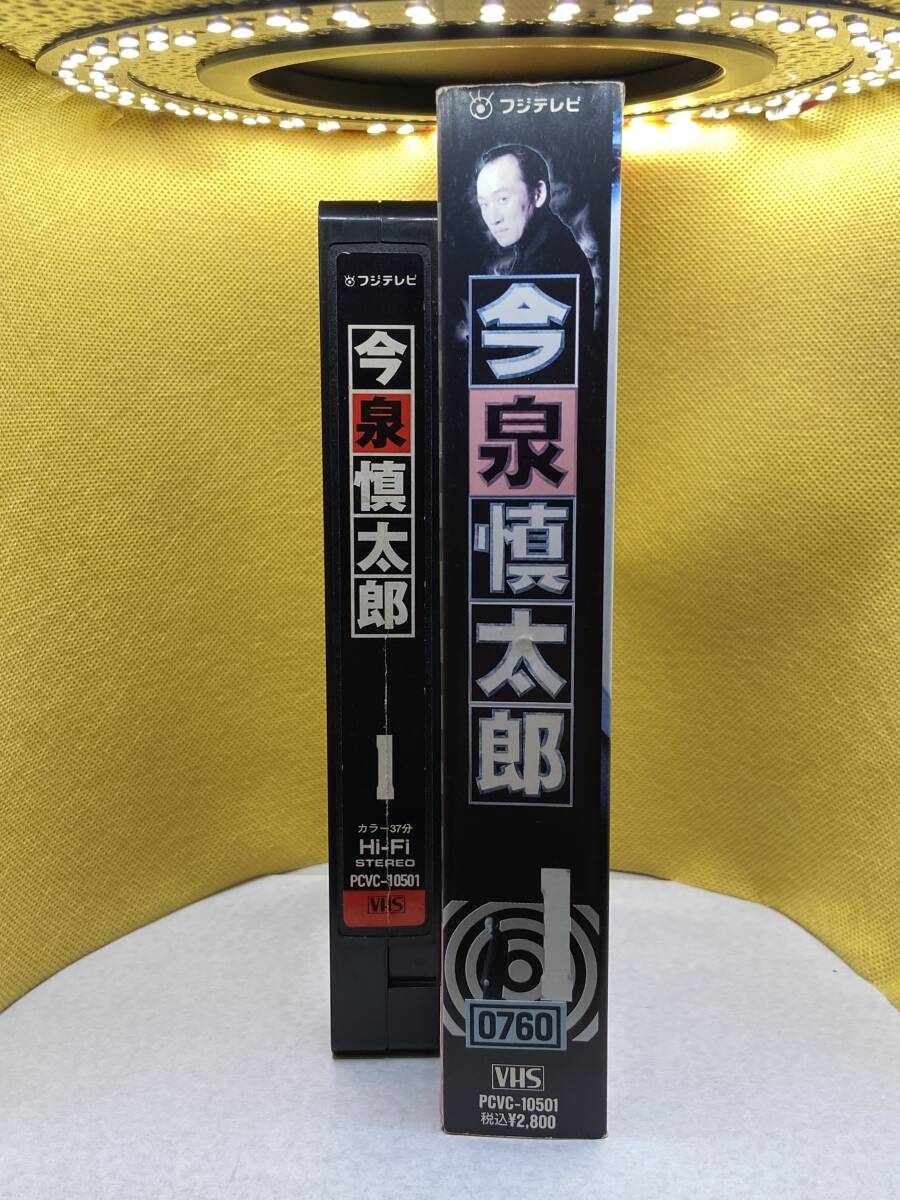 フジテレビ
今泉慎太郎
1
カラー37分
Hi-Fi
STEREO
PCVC-10501
VHS
フジテレビ
今泉慎太郎
1
0760
VHS
PCVC-10501
税込¥2,800